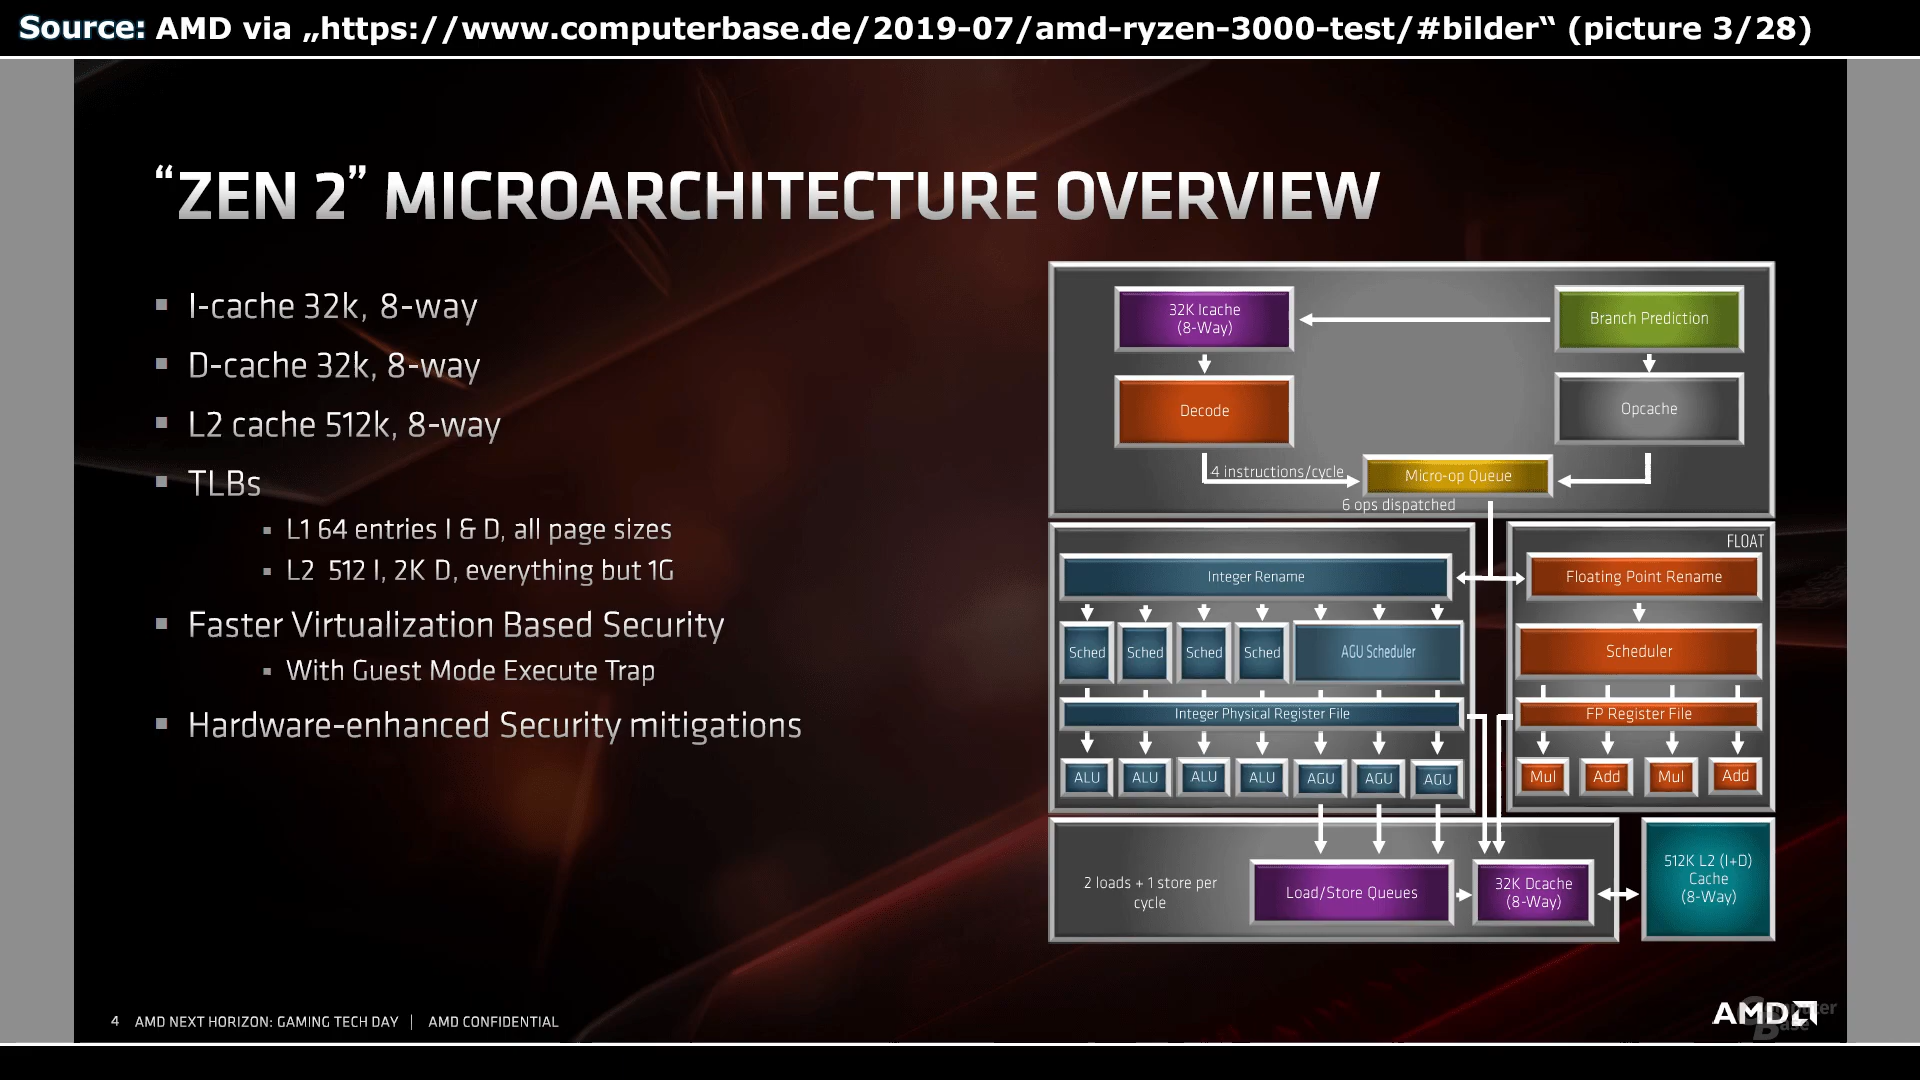 Source: AMD via „https://www.computerbase.de/2019-07/amd-ryzen-3000-test/#bilder“ (picture 3/28)
“ZEN 2” MICROARCHITECTURE OVERVIEW
▪ I-cache 32k, 8-way
▪ D-cache 32k, 8-way
▪ L2 cache 512k, 8-way
▪ TLBs
▪ L1 64 entries I & D, all page sizes
▪ L2 512 I, 2K D, everything but 1G
▪ Faster Virtualization Based Security
▪ With Guest Mode Execute Trap
▪ Hardware-enhanced Security mitigations
32K Icache
(8-Way)
Branch Prediction
Decode
Opcache
4 instructions/cycle
Micro-op Queue
6 ops dispatched
FLOAT
Integer Rename
Floating Point Rename
Sched Sched Sched Sched AGU Scheduler
Scheduler
Integer Physical Register File
FP Register File
ALU ALU ALU ALU AGU AGU AGU
Mul Add Mul Add
2 loads + 1 store per
cycle
Load/Store Queues
32K Dcache
(8-Way)
512K L2 (I+D)
Cache
(8-Way)
4 AMD NEXT HORIZON: GAMING TECH DAY | AMD CONFIDENTIAL
AMD
Computer
Base